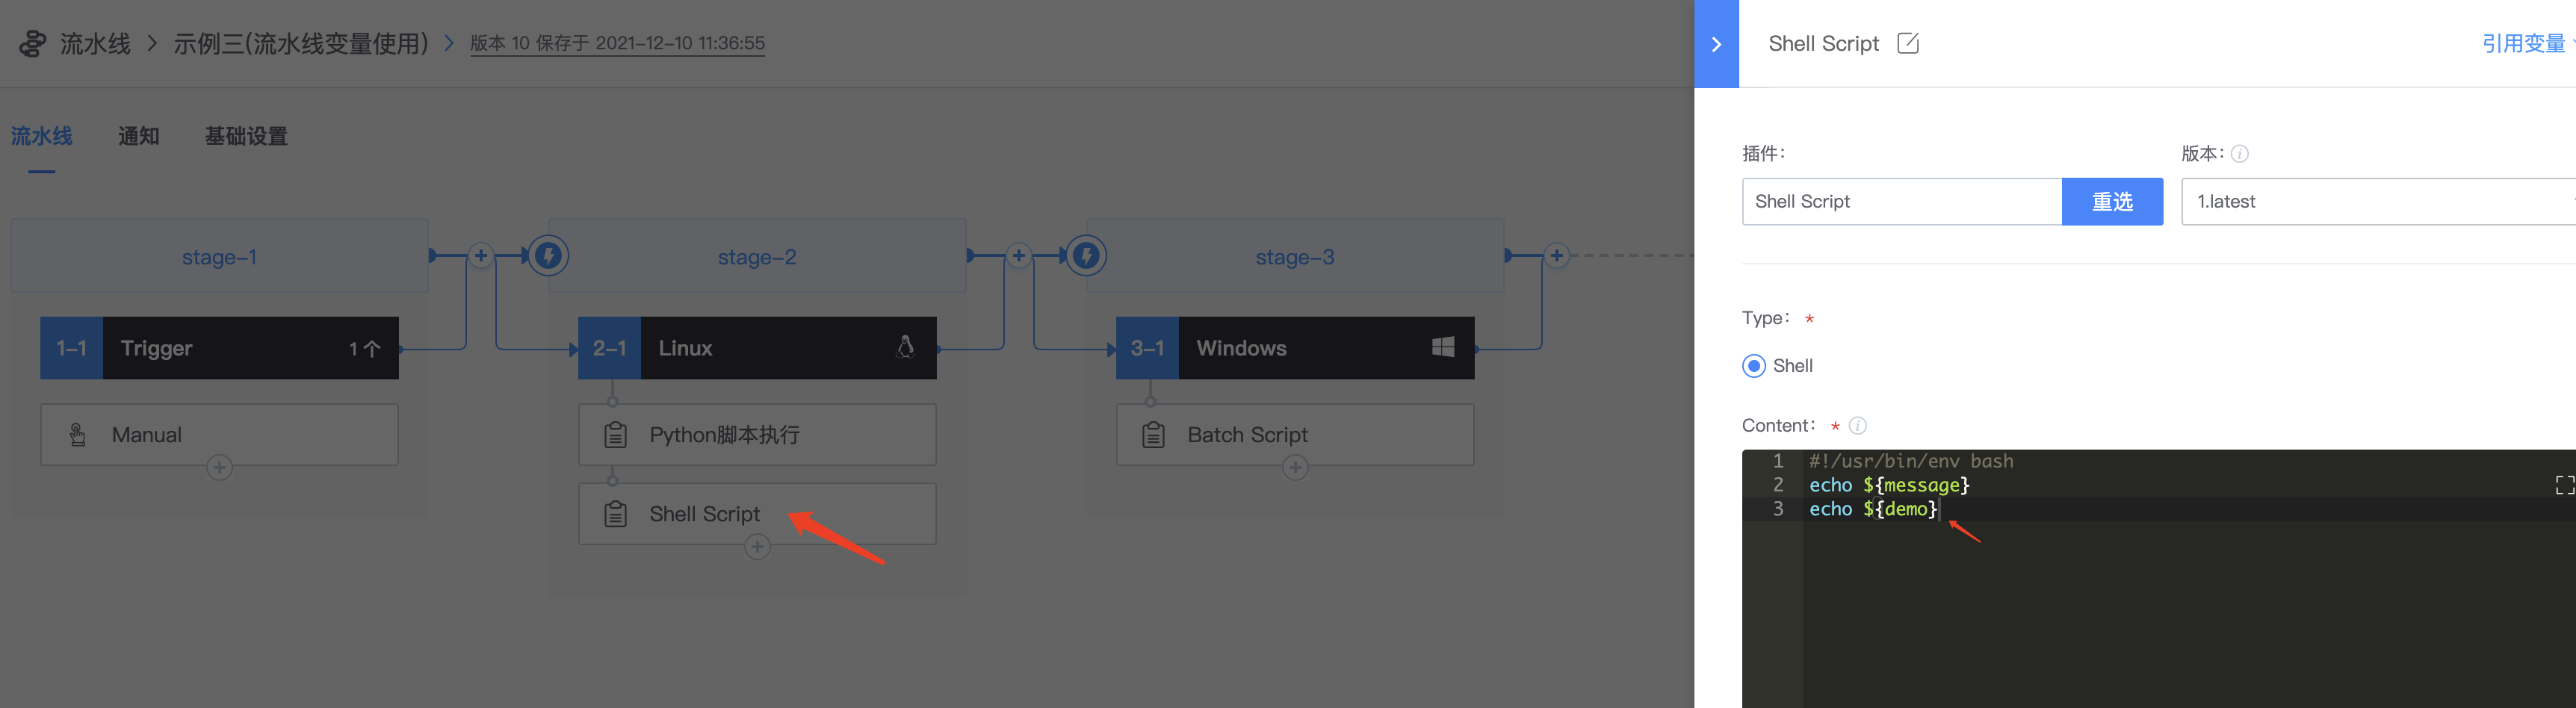 流水线 > 示例三(流水线变量使用) > 版本 10 保存于 2021-12-10 11:36:55
流水线 通知 基础设置
stage-1
1-1 Trigger 1个
Manual
stage-2
2-1 Linux
Python脚本执行
Shell Script
stage-3
3-1 Windows
Batch Script
Shell Script 引用变量
插件：
Shell Script 重选
版本：
1.latest
Type： *
Shell
Content： *
1 #!/usr/bin/env bash
2 echo ${message}
3 echo ${demo}